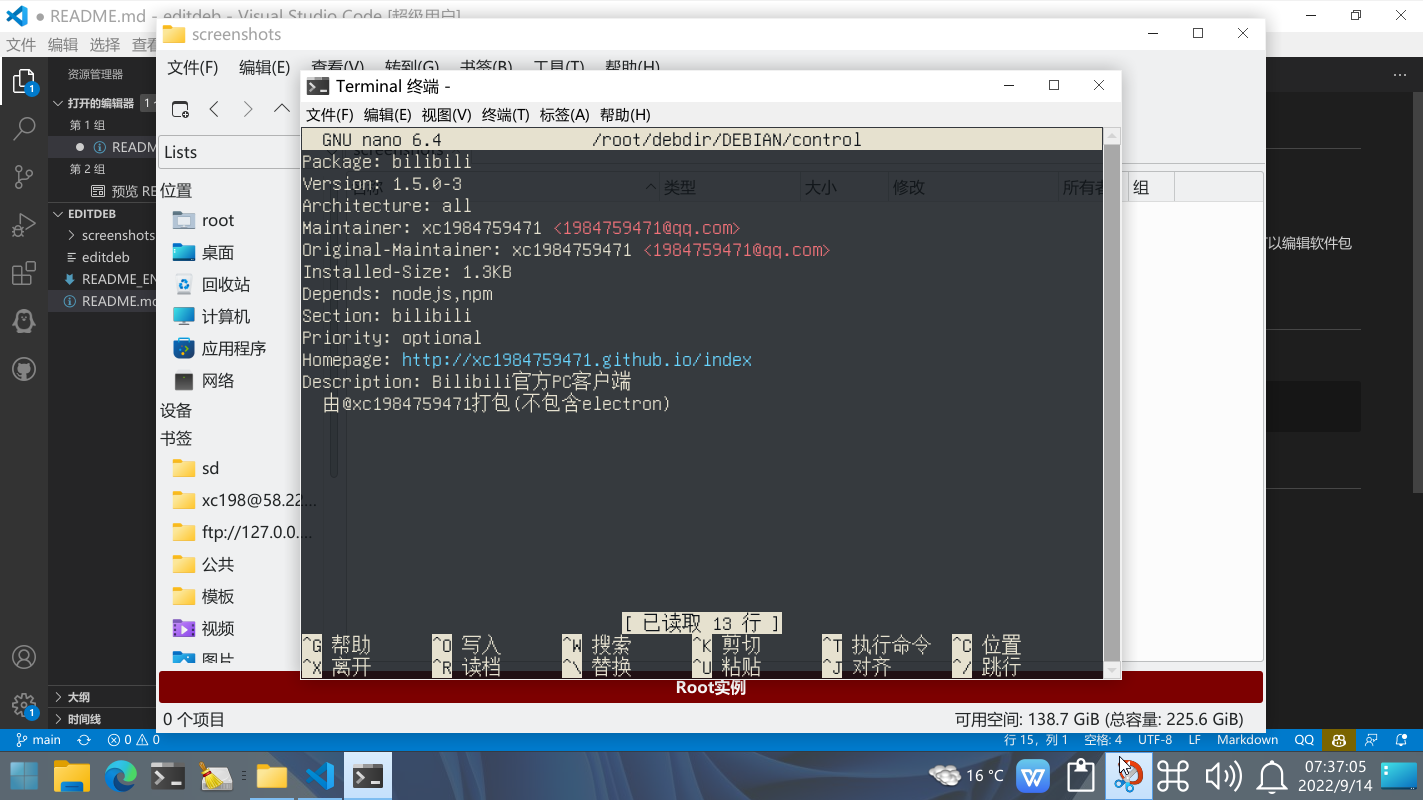 README.md - editdeb - Visual Studio Code [超级用户]
文件 编辑 选择 查看
screenshots
文件(F) 编辑(E) 查看(V) 转到(G) 书签(B) 工具(T) 帮助(H)
资源管理器
打开的编辑器 1
第 1 组
README
第 2 组
预览 RE
EDITDEB
screenshots
editdeb
README_EN
README.md
大纲
时间线
Lists
位置
root
桌面
回收站
计算机
应用程序
网络
设备
书签
sd
xc198@58.22...
ftp://127.0.0....
公共
模板
视频
图片
类型 大小 修改 所有者 组
以编辑软件包
Terminal 终端 -
文件(F) 编辑(E) 视图(V) 终端(T) 标签(A) 帮助(H)
GNU nano 6.4 /root/debdir/DEBIAN/control
Package: bilibili
Version: 1.5.0-3
Architecture: all
Maintainer: xc1984759471 <1984759471@qq.com>
Original-Maintainer: xc1984759471 <1984759471@qq.com>
Installed-Size: 1.3KB
Depends: nodejs,npm
Section: bilibili
Priority: optional
Homepage: http://xc1984759471.github.io/index
Description: Bilibili官方PC客户端
由@xc1984759471打包(不包含electron)
[ 已读取 13 行 ]
^G 帮助 ^O 写入 ^W 搜索 ^K 剪切 ^T 执行命令 ^C 位置
^X 离开 ^R 读档 ^\ 替换 ^U 粘贴 ^J 对齐 ^/ 跳行
Root实例
0 个项目 可用空间: 138.7 GiB (总容量: 225.6 GiB)
main 0 0 行 15, 列 1 空格: 4 UTF-8 LF Markdown QQ
16 °C
07:37:05
2022/9/14